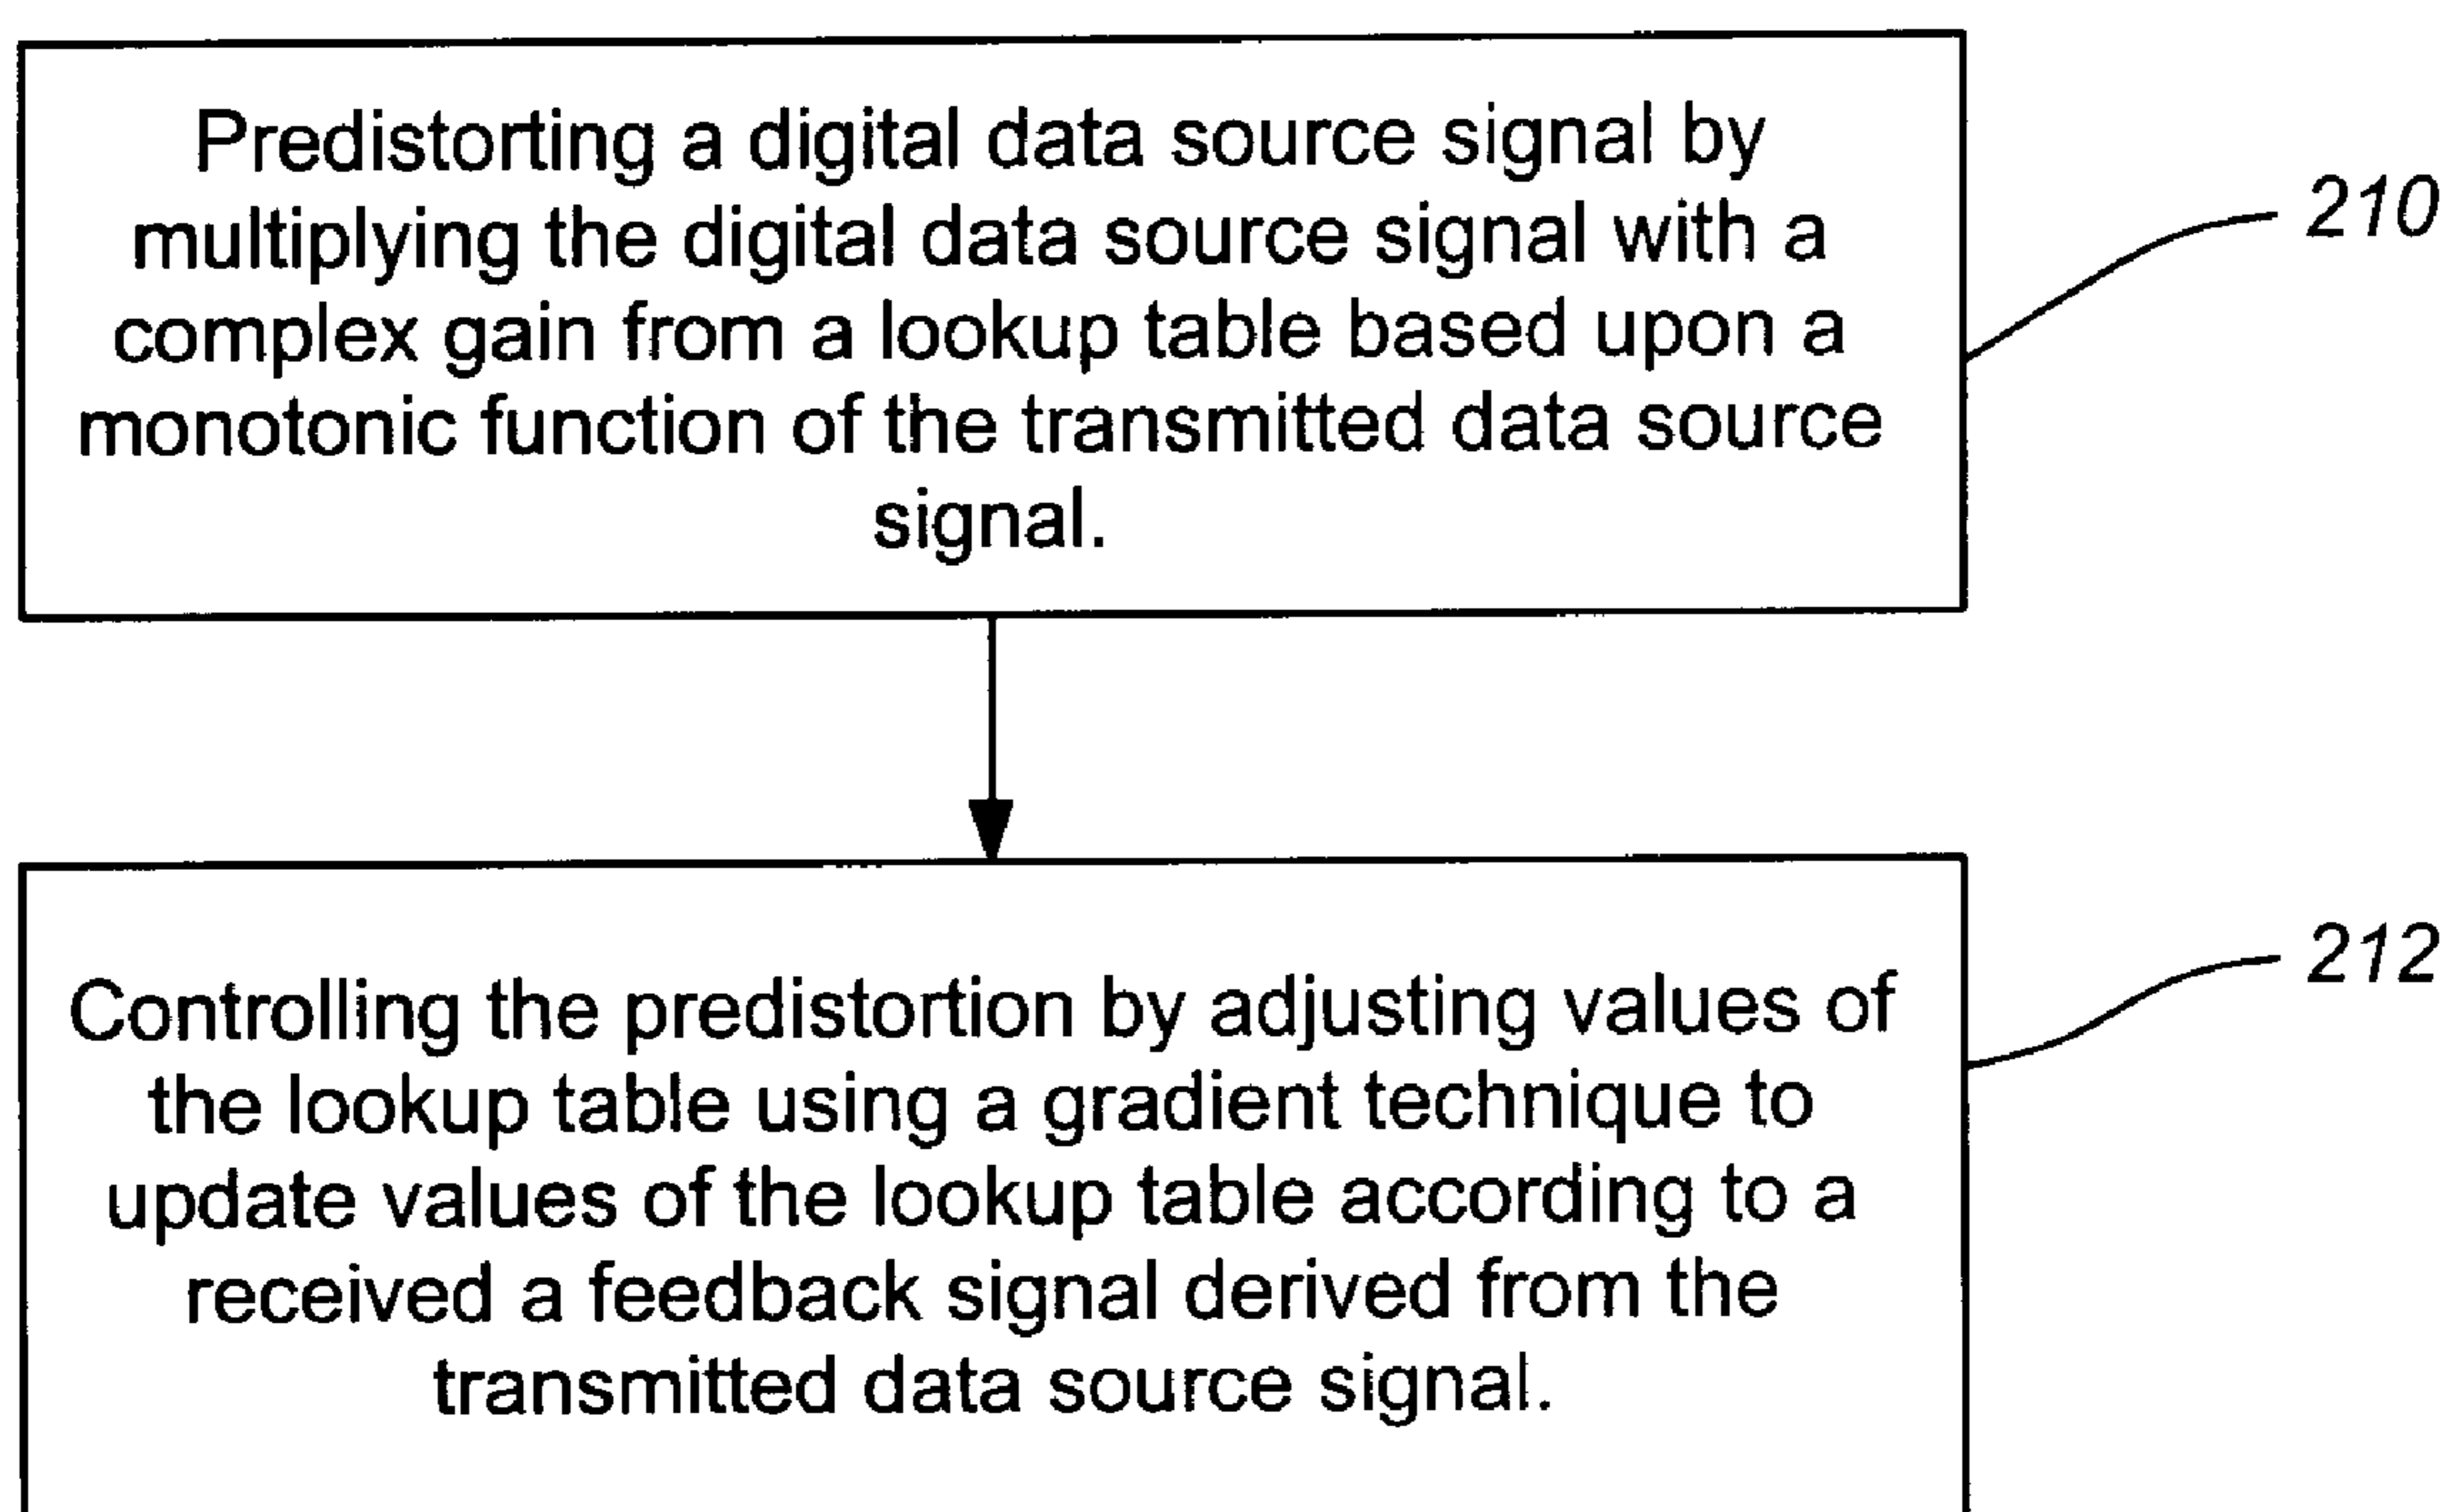 Predistorting a digital data source signal by
multiplying the digital data source signal with a
complex gain from a lookup table based upon a
monotonic function of the transmitted data source
signal.
210
Controlling the predistortion by adjusting values of
the lookup table using a gradient technique to
update values of the lookup table according to a
received a feedback signal derived from the
transmitted data source signal.
212